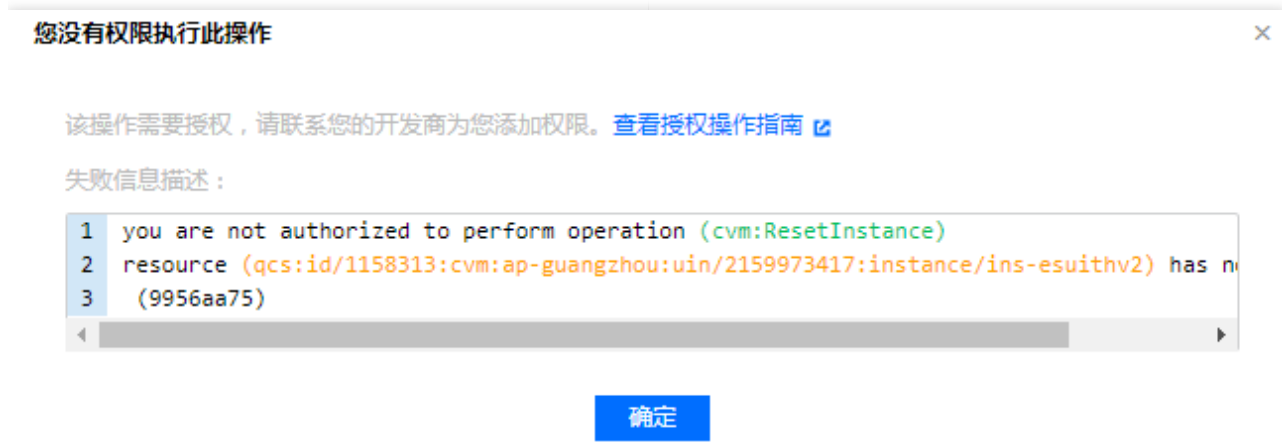 您没有权限执行此操作
该操作需要授权，请联系您的开发商为您添加权限。查看授权操作指南
失败信息描述：
1 you are not authorized to perform operation (cvm:ResetInstance)
2 resource (qcs:id/1158313:cvm:ap-guangzhou:uin/2159973417:instance/ins-esuithv2) has
3 (9956aa75)
确定